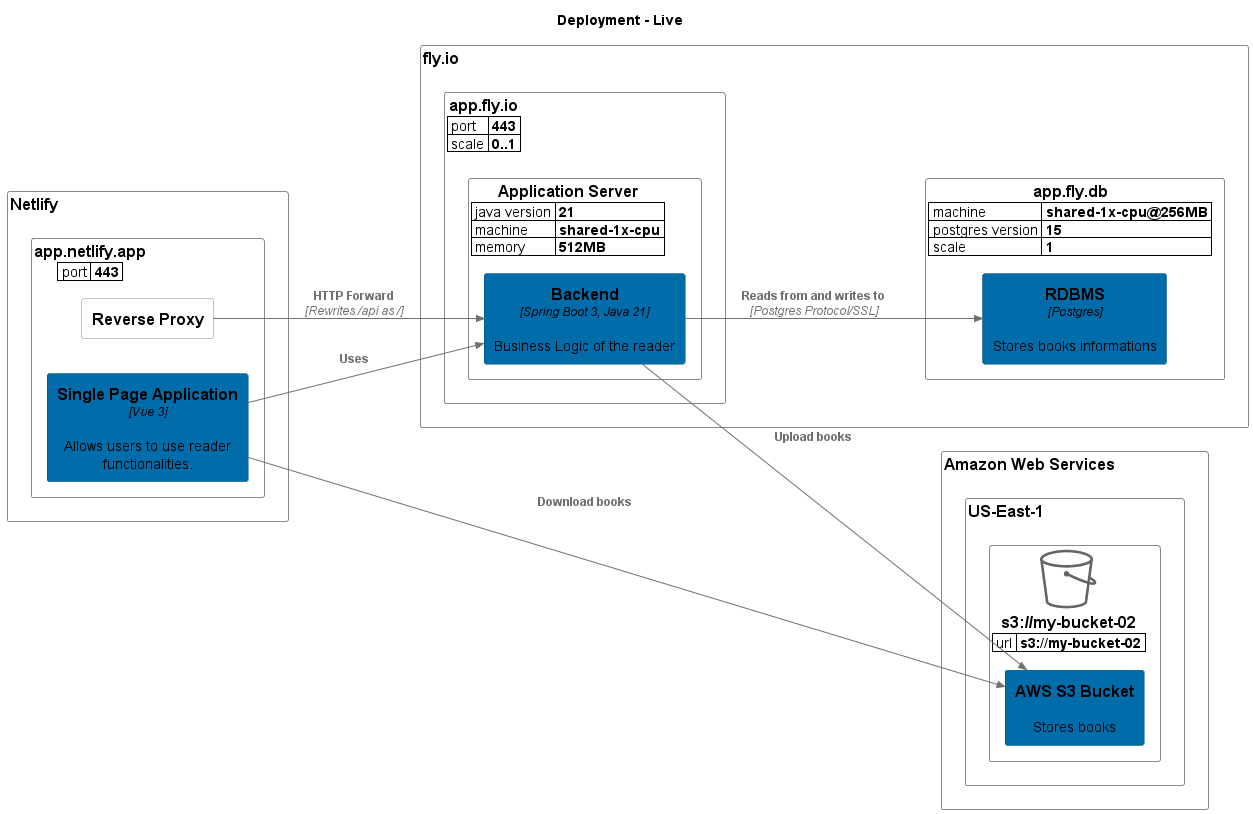 Deployment - Live
fly.io
app.fly.io
port 443
scale 0..1
Application Server
java version 21
machine shared-1x-cpu
memory 512MB
Backend
[Spring Boot 3, Java 21]
Business Logic of the reader
app.fly.db
machine shared-1x-cpu@256MB
postgres version 15
scale 1
RDBMS
[Postgres]
Stores books informations
Netlify
app.netlify.app
port 443
Reverse Proxy
Single Page Application
[Vue 3]
Allows users to use reader
functionalities.
HTTP Forward
[Rewrites /api as /]
Uses
Reads from and writes to
[Postgres Protocol/SSL]
Upload books
Download books
Amazon Web Services
US-East-1
s3://my-bucket-02
url s3://my-bucket-02
AWS S3 Bucket
Stores books